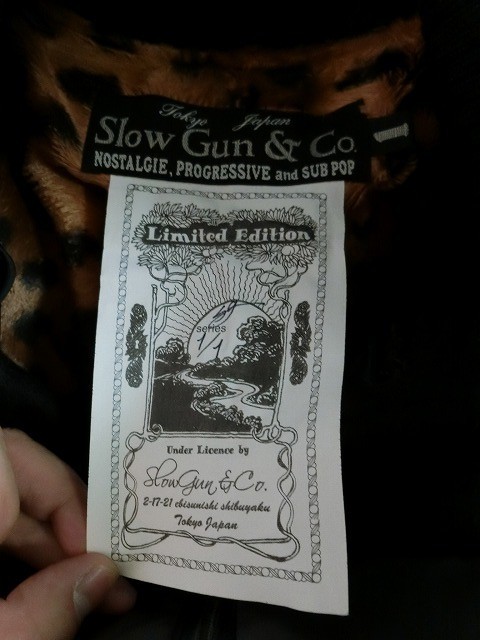 Tokyo Japan
Slow Gun & Co.
NOSTALGIE, PROGRESSIVE and SUB POP
Limited Edition
series
1/1
Under Licence by
SlowGun & Co.
2-17-21 ebisunishi shibuyaku
Tokyo Japan